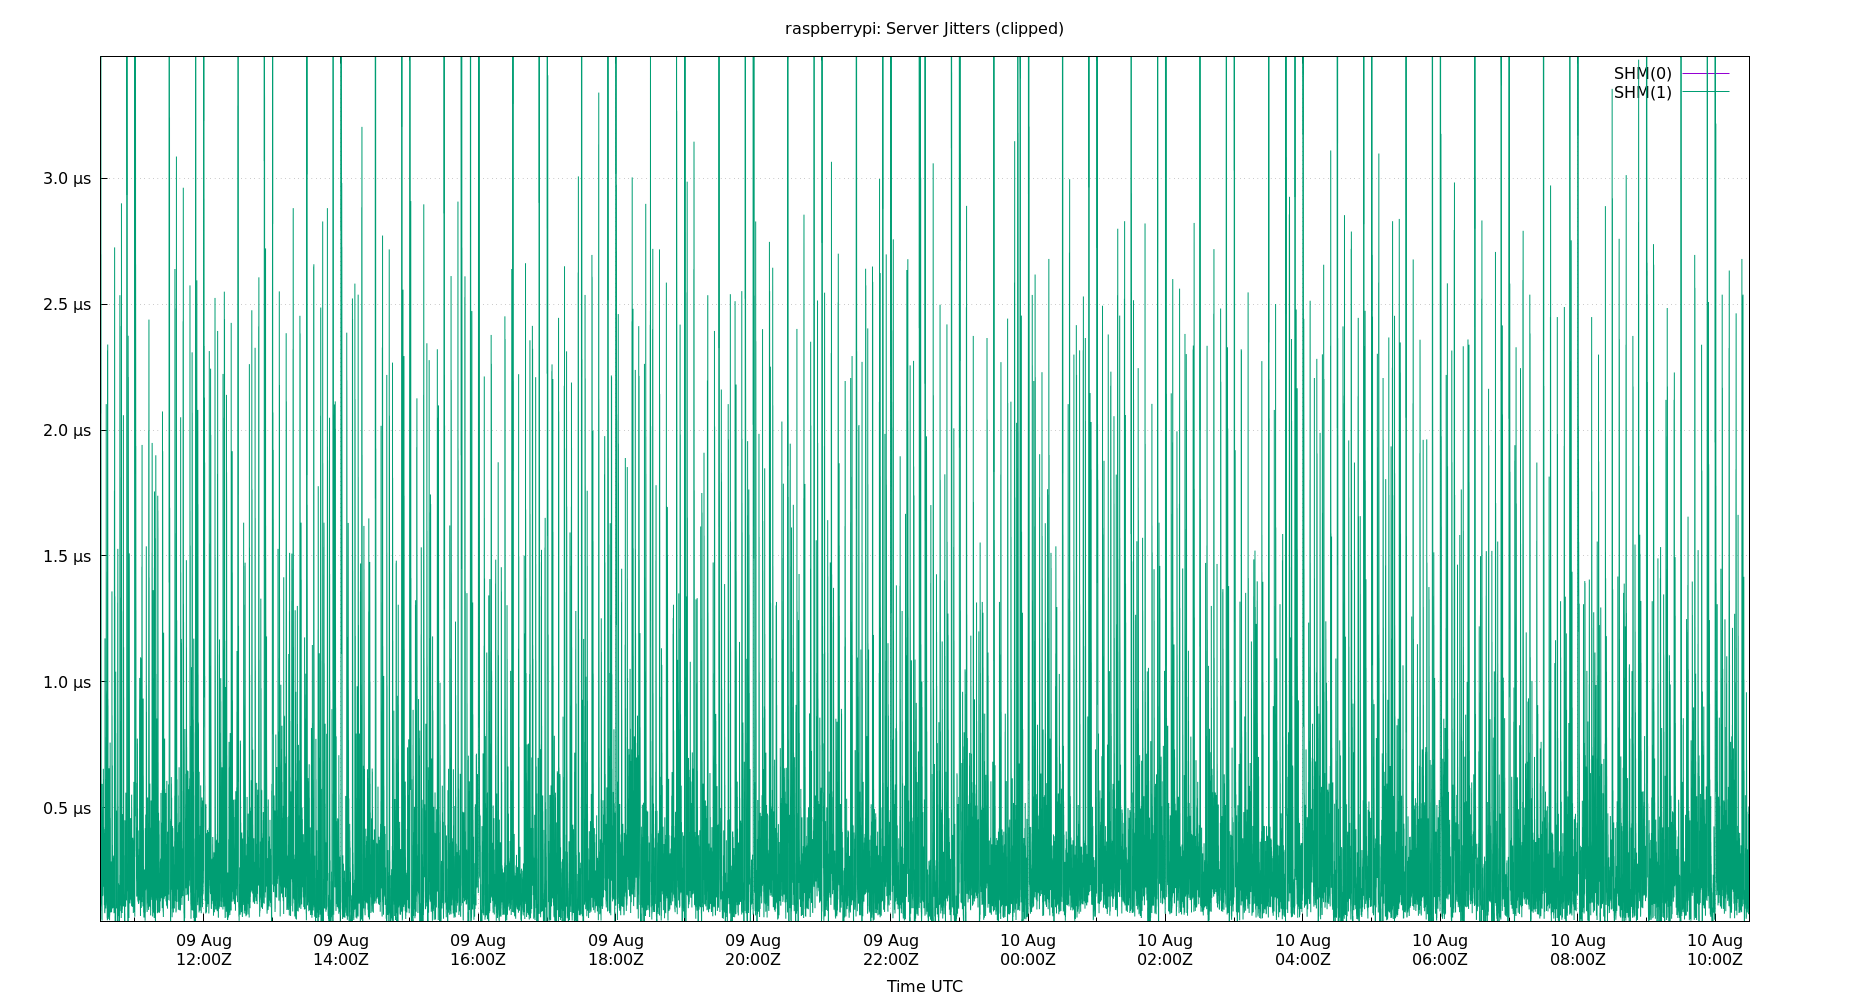 raspberrypi: Server Jitters (clipped)
SHM(0)
SHM(1)
3.0 µs
2.5 µs
2.0 µs
1.5 µs
1.0 µs
0.5 µs
09 Aug 09 Aug 09 Aug 09 Aug 09 Aug 09 Aug 10 Aug 10 Aug 10 Aug 10 Aug 10 Aug 10 Aug
12:00Z 14:00Z 16:00Z 18:00Z 20:00Z 22:00Z 00:00Z 02:00Z 04:00Z 06:00Z 08:00Z 10:00Z
Time UTC